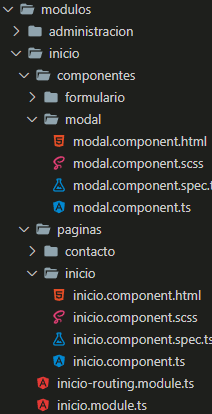 modulos
administracion
inicio
componentes
formulario
modal
modal.component.html
modal.component.scss
modal.component.spec.t
modal.component.ts
paginas
contacto
inicio
inicio.component.html
inicio.component.scss
inicio.component.spec.ts
inicio.component.ts
inicio-routing.module.ts
inicio.module.ts